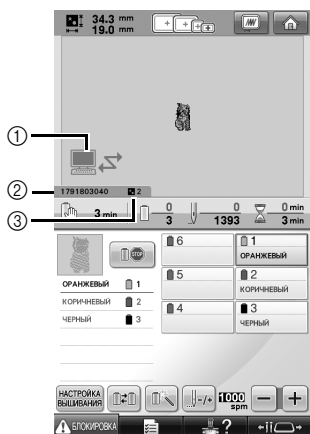 34.3 mm
19.0 mm
①
② 1791803040 2
③
3 min 0 3 0 1393 0 min 3 min
6 1 ОРАНЖЕВЫЙ
ОРАНЖЕВЫЙ 1
5 2 КОРИЧНЕВЫЙ
КОРИЧНЕВЫЙ 2
4 3 ЧЕРНЫЙ
ЧЕРНЫЙ 3
НАСТРОЙКА ВЫШИВАНИЯ -/+ 1000 spm − +
БЛОКИРОВКА ?